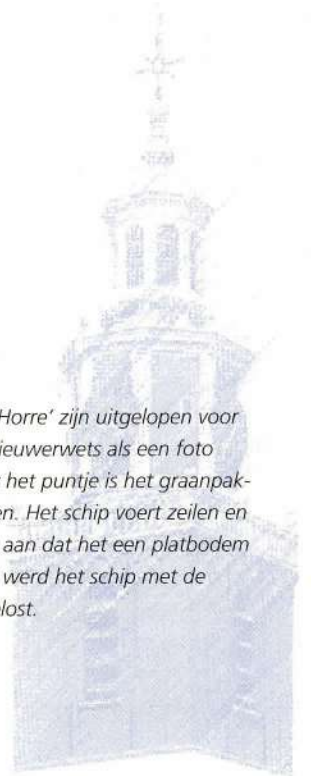 Horre' zijn uitgelopen voor
ieuwerwets als een foto
het puntje is het graanpak-
en. Het schip voert zeilen en
aan dat het een platbodem
werd het schip met de
lost.